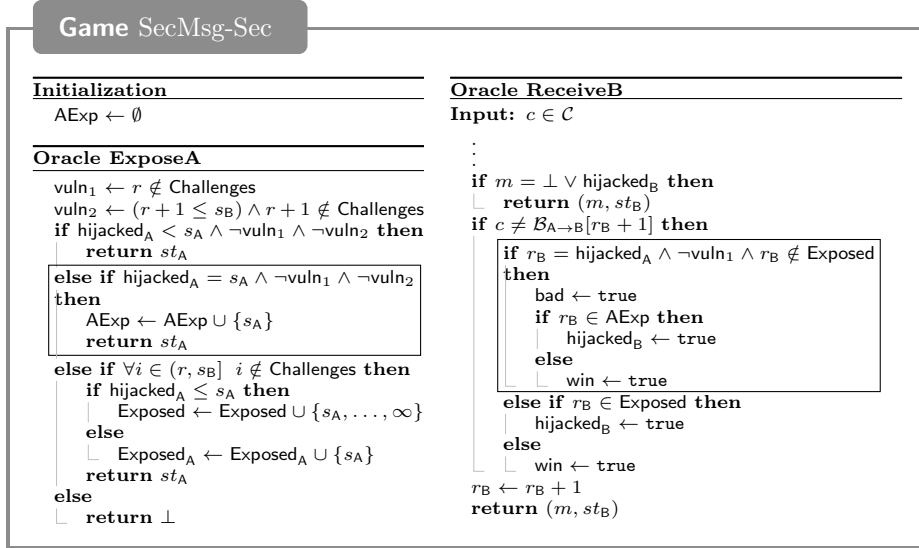 Game SecMsg-Sec
Initialization
AExp ← ∅
Oracle ExposeA
vuln₁ ← r ∉ Challenges
vuln₂ ← (r + 1 ≤ s_B) ∧ r + 1 ∉ Challenges
if hijacked_A < s_A ∧ ¬vuln₁ ∧ ¬vuln₂ then
return st_A
else if hijacked_A = s_A ∧ ¬vuln₁ ∧ ¬vuln₂
then
AExp ← AExp ∪ {s_A}
return st_A
else if ∀i ∈ (r, s_B] i ∉ Challenges then
if hijacked_A ≤ s_A then
Exposed ← Exposed ∪ {s_A, . . . , ∞}
else
Exposed_A ← Exposed_A ∪ {s_A}
return st_A
else
return ⊥
Oracle ReceiveB
Input: c ∈ C
⋮
if m = ⊥ ∨ hijacked_B then
return (m, st_B)
if c ≠ B_A→B[r_B + 1] then
if r_B = hijacked_A ∧ ¬vuln₁ ∧ r_B ∉ Exposed
then
bad ← true
if r_B ∈ AExp then
hijacked_B ← true
else
win ← true
else if r_B ∈ Exposed then
hijacked_B ← true
else
win ← true
r_B ← r_B + 1
return (m, st_B)